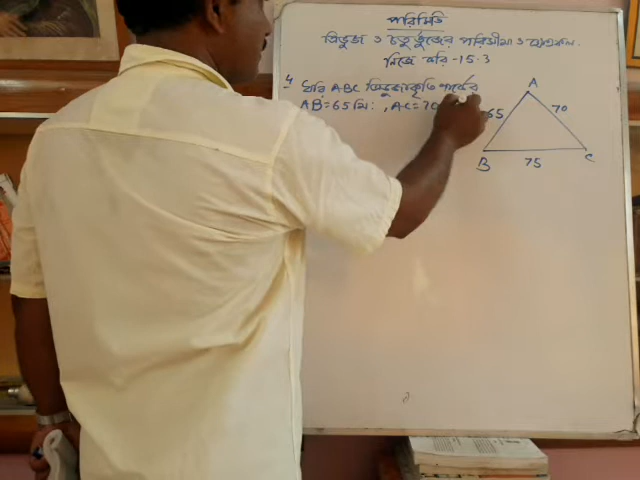 পরিমিতি
ত্রিভুজ ও চতুর্ভুজের পরিসীমা ও ক্ষেত্রফল
নিজে করি - 15.3
4 ধরি ABC ত্রিভুজাকৃতি পার্কের
AB=65 মি: , AC=70
A
65
70
B
C
75